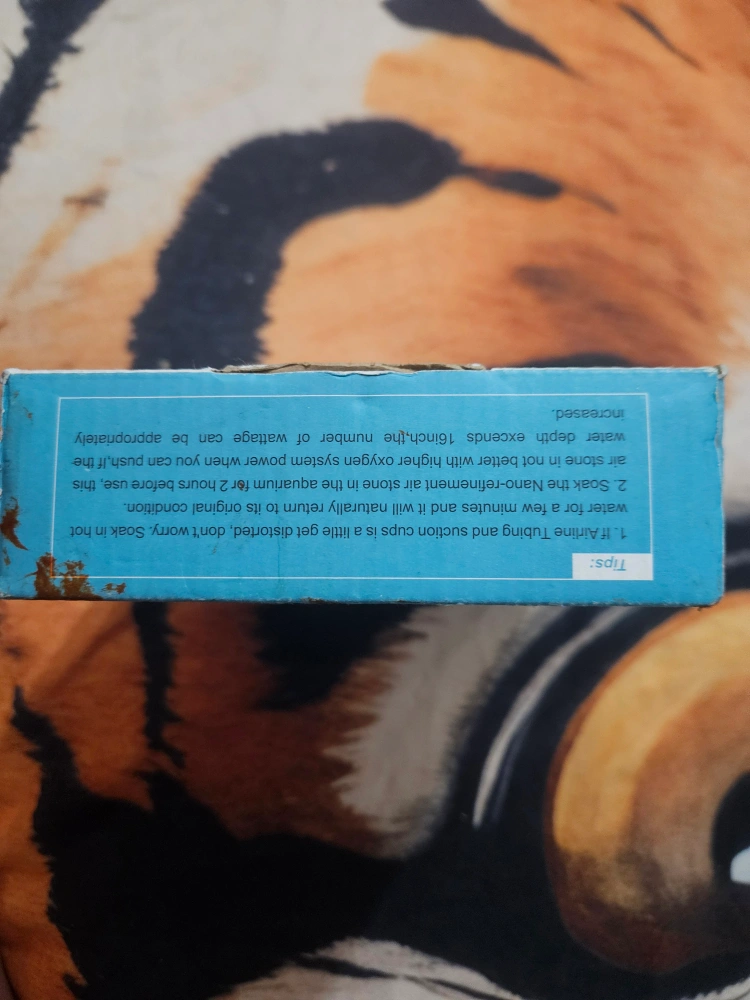 Tips:
1. If Airline Tubing and suction cups is a little get distorted, don't worry. Soak in hot
water for a few minutes and it will naturally return to its original condition.
2. Soak the Nano-refinement air stone in the aquarium for 2 hours before use, this
air stone in not better with higher oxygen system power when you can push,If the
water depth excends 16inch,the number of wattage can be appropriately
increased.